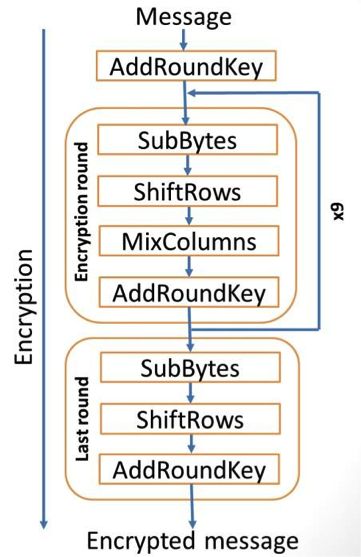 Message
AddRoundKey
Encryption round
SubBytes
ShiftRows
MixColumns
AddRoundKey
x9
Encryption
Last round
SubBytes
ShiftRows
AddRoundKey
Encrypted message